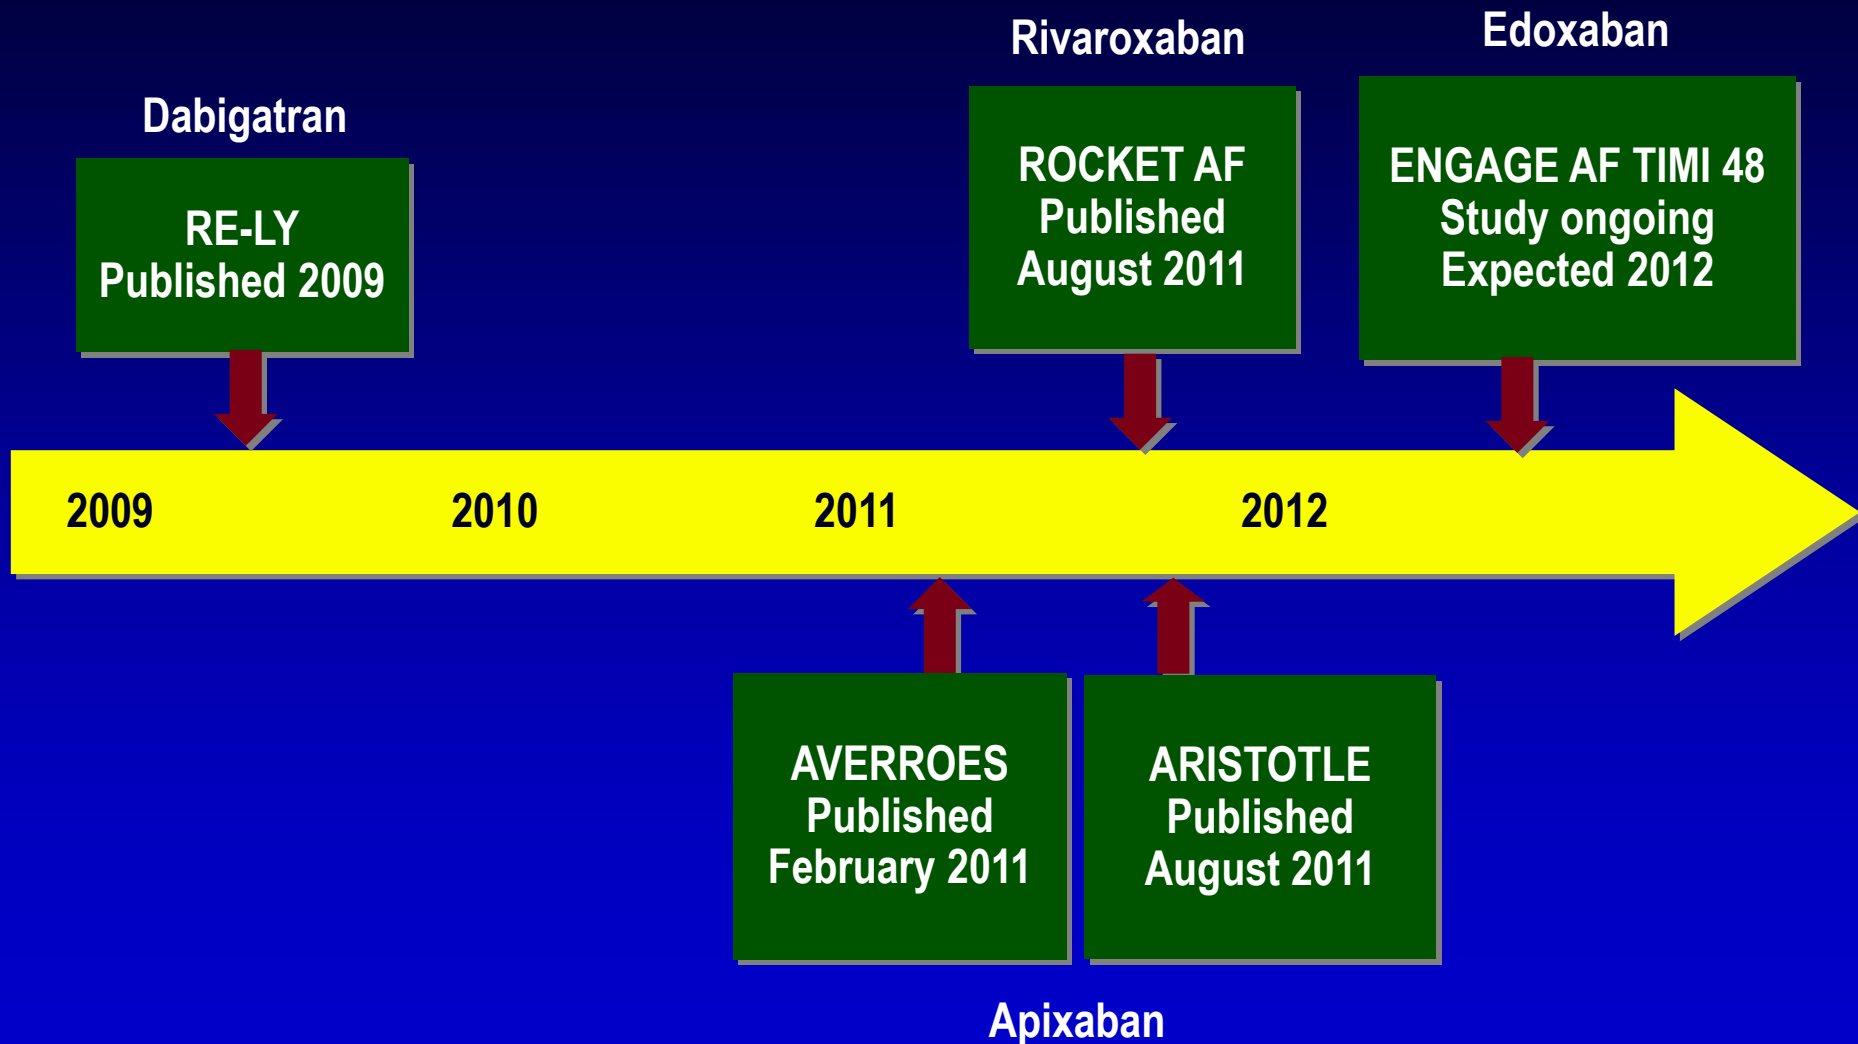 Dabigatran
RE-LY
Published 2009
Rivaroxaban
ROCKET AF
Published
August 2011
Edoxaban
ENGAGE AF TIMI 48
Study ongoing
Expected 2012
2009
2010
2011
2012
AVERROES
Published
February 2011
ARISTOTLE
Published
August 2011
Apixaban